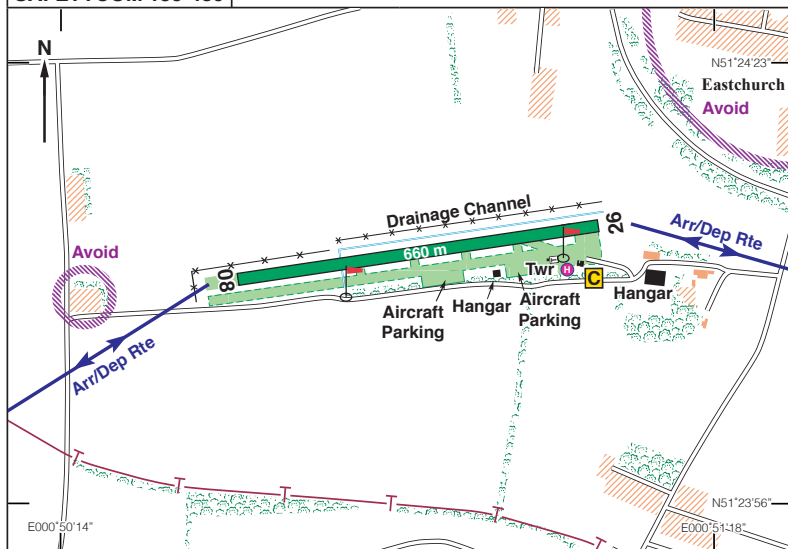 N
N51°24'23"
Eastchurch
Avoid
Drainage Channel
26
Arr/Dep Rte
660 m
Avoid
08
Twr
H
C
Aircraft
Parking
Hangar
Aircraft
Parking
Hangar
Arr/Dep Rte
N51°23'56"
E000°50'14"
E000°51'18"